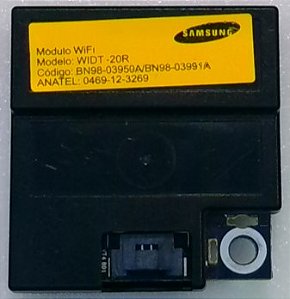 SAMSUNG
Modulo WiFi
Modelo: WIDT-20R
Código: BN98-03950A/BN98-03991A
ANATEL: 0469-12-3269